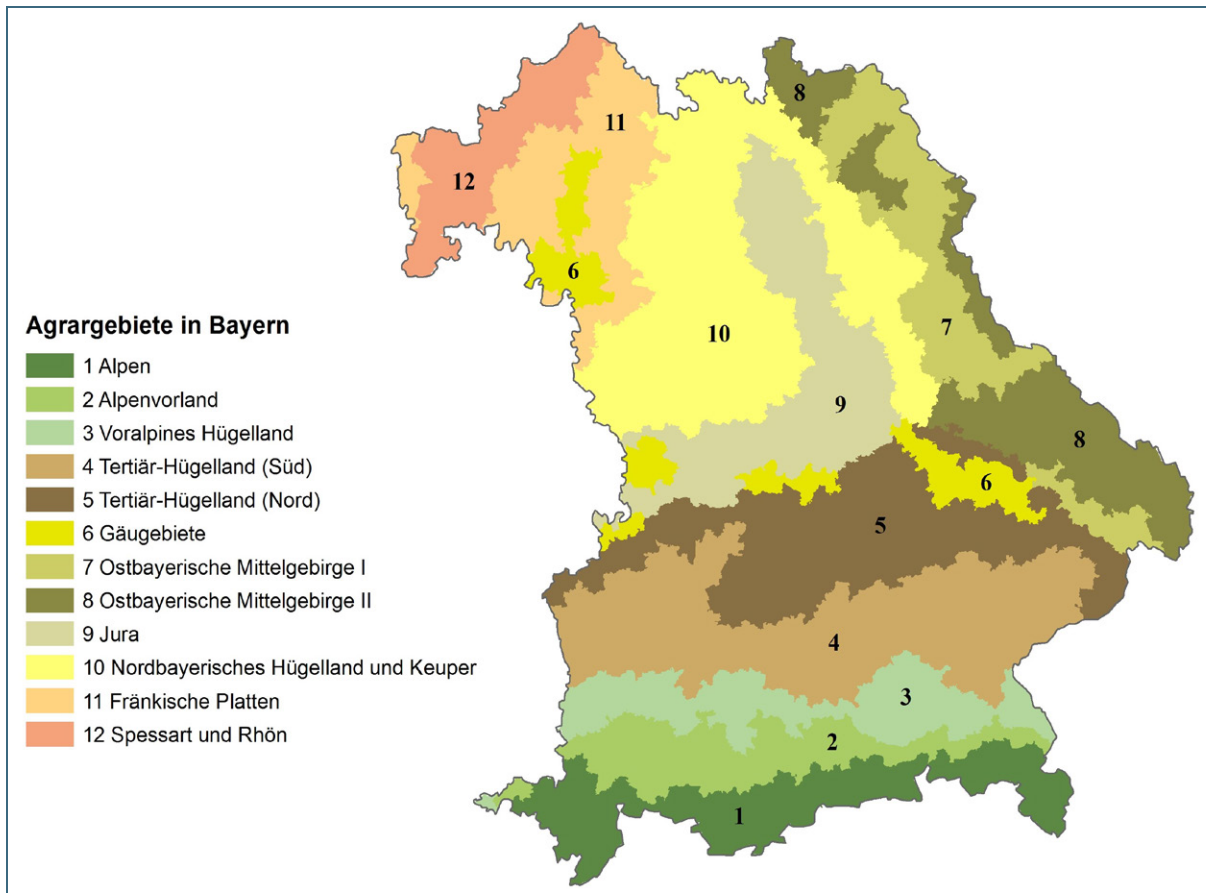 8
11
12
6
10
7
9
8
6
5
4
3
2
1
Agrargebiete in Bayern
1 Alpen
2 Alpenvorland
3 Voralpines Hügelland
4 Tertiär-Hügelland (Süd)
5 Tertiär-Hügelland (Nord)
6 Gäugebiete
7 Ostbayerische Mittelgebirge I
8 Ostbayerische Mittelgebirge II
9 Jura
10 Nordbayerisches Hügelland und Keuper
11 Fränkische Platten
12 Spessart und Rhön